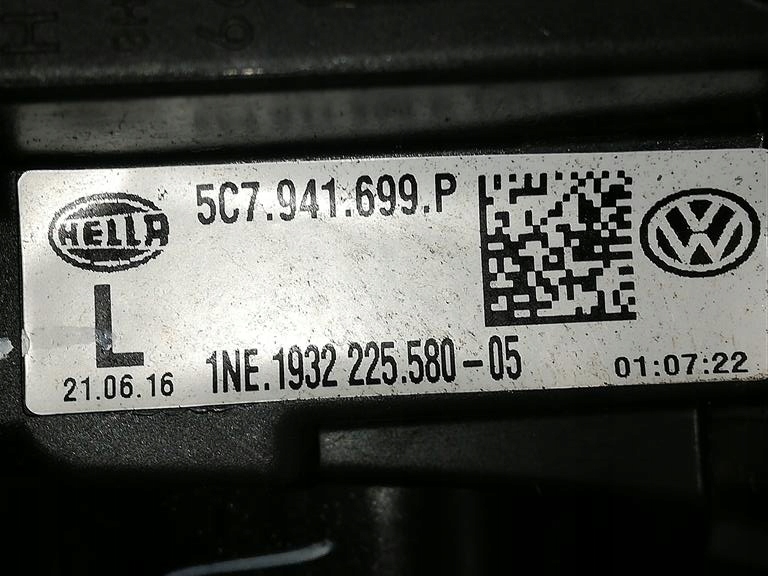 HELLA
5C7.941.699.P
L
21.06.16
1NE.1932 225.580-05
01:07:22